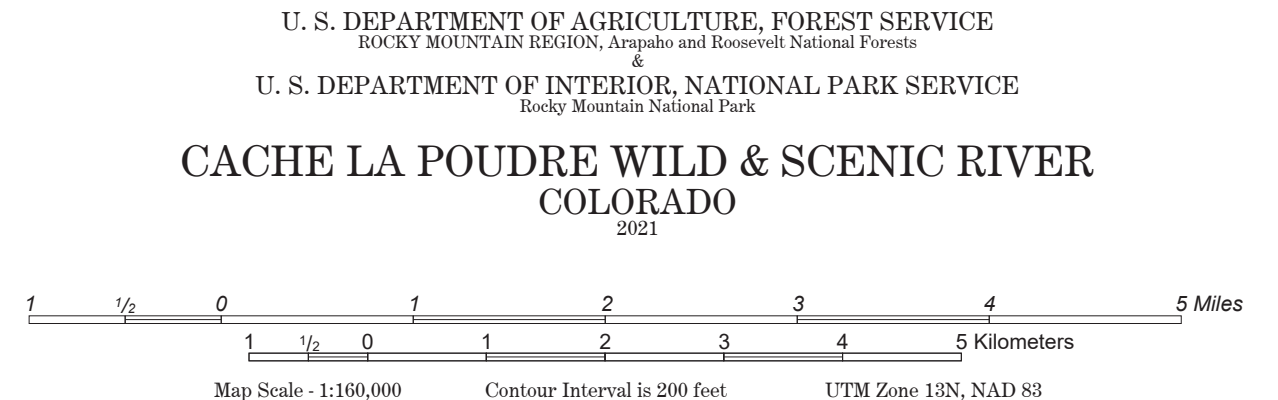 U. S. DEPARTMENT OF AGRICULTURE, FOREST SERVICE
ROCKY MOUNTAIN REGION, Arapaho and Roosevelt National Forests
&
U. S. DEPARTMENT OF INTERIOR, NATIONAL PARK SERVICE
Rocky Mountain National Park
CACHE LA POUDRE WILD & SCENIC RIVER
COLORADO
2021
1 1/2 0 1 2 3 4 5 Miles
1 1/2 0 1 2 3 4 5 Kilometers
Map Scale - 1:160,000 Contour Interval is 200 feet UTM Zone 13N, NAD 83